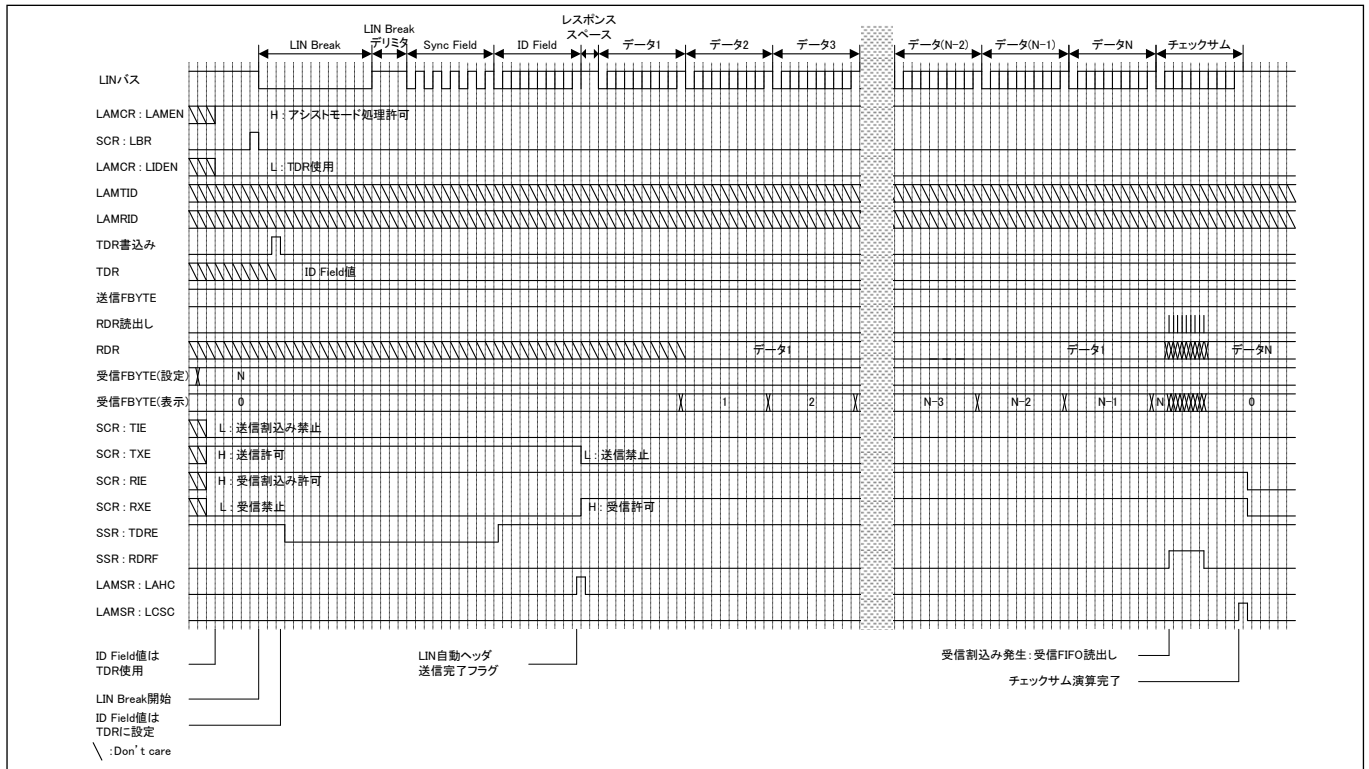 レスポンス
スペース
LIN Break
デリミタ
LIN Break
Sync Field
ID Field
データ1
データ2
データ3
データ(N-2)
データ(N-1)
データN
チェックサム
LINバス
LAMCR : LAMEN
H : アシストモード処理許可
SCR : LBR
LAMCR : LIDEN
L : TDR使用
LAMTID
LAMRID
TDR書込み
TDR
ID Field値
送信FBYTE
RDR読出し
RDR
データ1
データ1
データN
受信FBYTE(設定)
N
受信FBYTE(表示)
0
1
2
N-3
N-2
N-1
N
0
SCR : TIE
L : 送信割込み禁止
SCR : TXE
H : 送信許可
L : 送信禁止
SCR : RIE
H : 受信割込み許可
SCR : RXE
L : 受信禁止
H : 受信許可
SSR : TDRE
SSR : RDRF
LAMSR : LAHC
LAMSR : LCSC
ID Field値は
TDR使用
LIN自動ヘッダ
送信完了フラグ
受信割込み発生:受信FIFO読出し
チェックサム演算完了
LIN Break開始
ID Field値は
TDRに設定
\ :Don't care